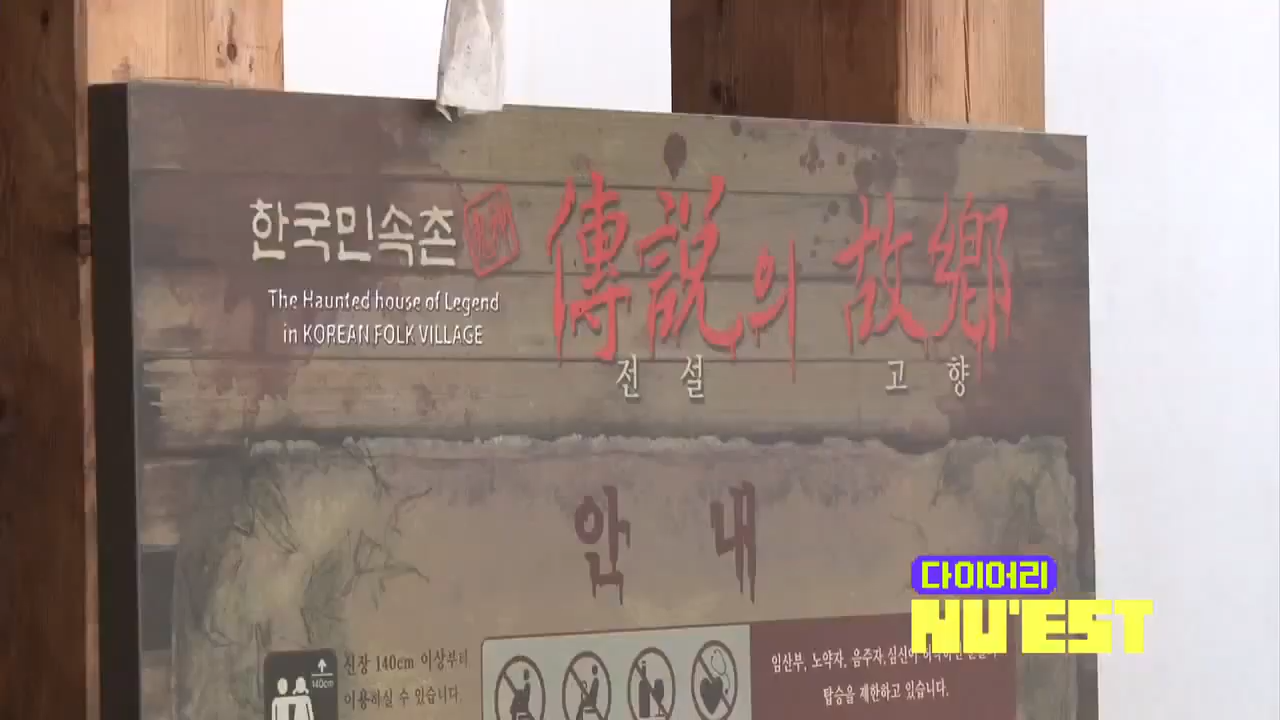 한국민속촌
The Haunted house of Legend
in KOREAN FOLK VILLAGE
傳說의 故鄕
전 설 고 향
안 내
신장 140cm 이상부터
이용하실 수 있습니다.
140cm
임산부, 노약자, 음주자, 심신이
탑승을 제한하고 있습니다.
다이어리
NU'EST